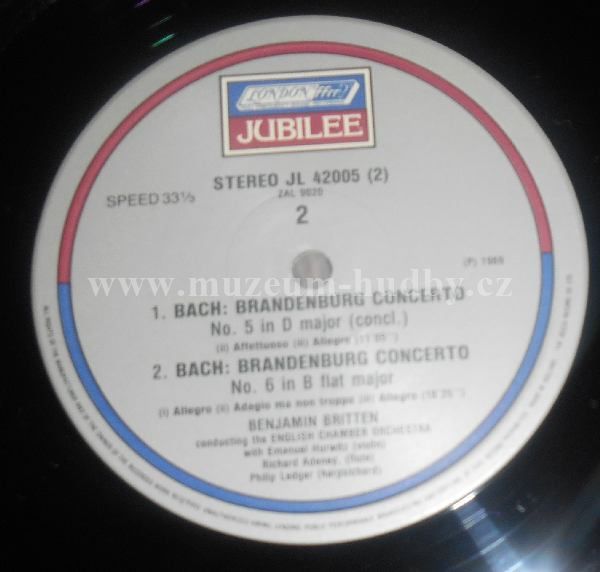 LONDON ffrr
JUBILEE
STEREO JL 42005 (2)
ZAL 9020
SPEED 33⅓
2
(P) 1969
www.muzeum-hudby.cz
1. BACH: BRANDENBURG CONCERTO
No. 5 in D major (concl.)
(ii) Affettuoso (iii) Allegro
2. BACH: BRANDENBURG CONCERTO
No. 6 in B flat major
(i) Allegro (ii) Adagio ma non troppo (iii) Allegro
BENJAMIN BRITTEN
conducting the ENGLISH CHAMBER ORCHESTRA
with Emanuel Hurwitz (violin)
Richard Adeney, (flute)
Philip Ledger (harpsichord)